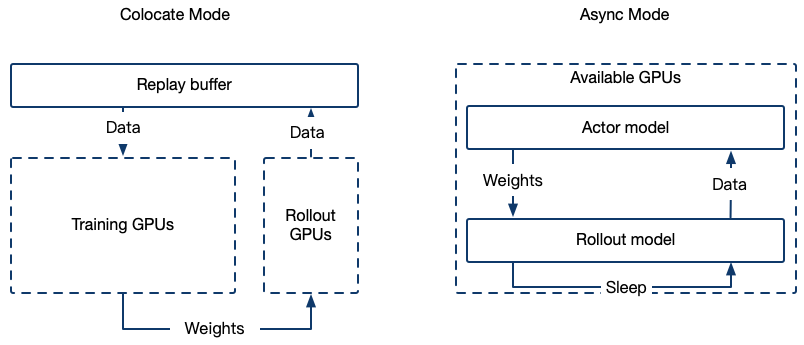 Colocate Mode
Replay buffer
Data
Data
Training GPUs
Rollout
GPUs
Weights
Async Mode
Available GPUs
Actor model
Weights
Data
Rollout model
Sleep